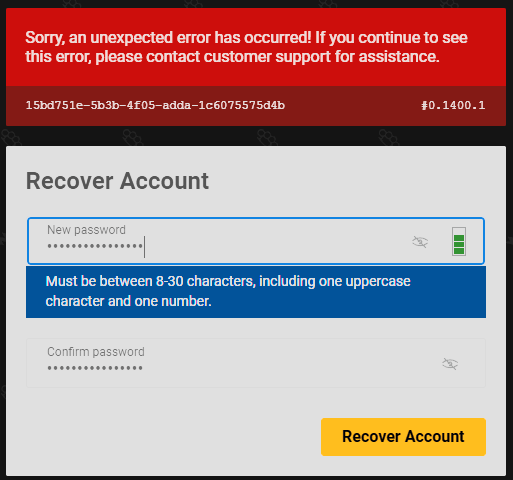 Sorry, an unexpected error has occurred! If you continue to see
this error, please contact customer support for assistance.
15bd751e-5b3b-4f05-adda-1c6075575d4b #0.1400.1
Recover Account
New password
••••••••••••••••
Must be between 8-30 characters, including one uppercase
character and one number.
Confirm password
••••••••••••••••
Recover Account